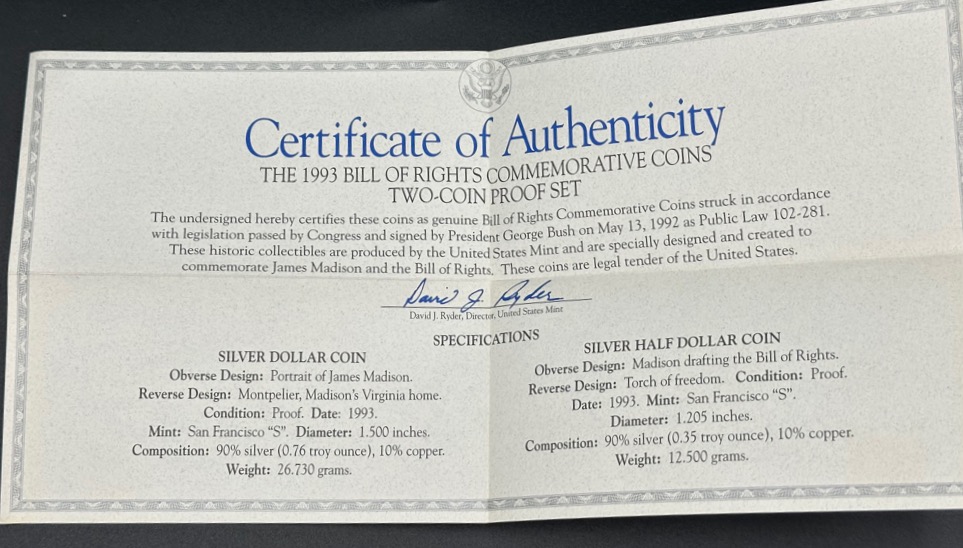 Certificate of Authenticity
THE 1993 BILL OF RIGHTS COMMEMORATIVE COINS
TWO-COIN PROOF SET
The undersigned hereby certifies these coins as genuine Bill of Rights Commemorative Coins struck in accordance
with legislation passed by Congress and signed by President George Bush on May 13, 1992 as Public Law 102-281.
These historic collectibles are produced by the United States Mint and are specially designed and created to
commemorate James Madison and the Bill of Rights. These coins are legal tender of the United States.
David J. Ryder
David J. Ryder, Director, United States Mint
SPECIFICATIONS
SILVER DOLLAR COIN
Obverse Design: Portrait of James Madison.
Reverse Design: Montpelier, Madison's Virginia home.
Condition: Proof. Date: 1993.
Mint: San Francisco "S". Diameter: 1.500 inches.
Composition: 90% silver (0.76 troy ounce), 10% copper.
Weight: 26.730 grams.
SILVER HALF DOLLAR COIN
Obverse Design: Madison drafting the Bill of Rights.
Reverse Design: Torch of freedom. Condition: Proof.
Date: 1993. Mint: San Francisco "S".
Diameter: 1.205 inches.
Composition: 90% silver (0.35 troy ounce), 10% copper.
Weight: 12.500 grams.